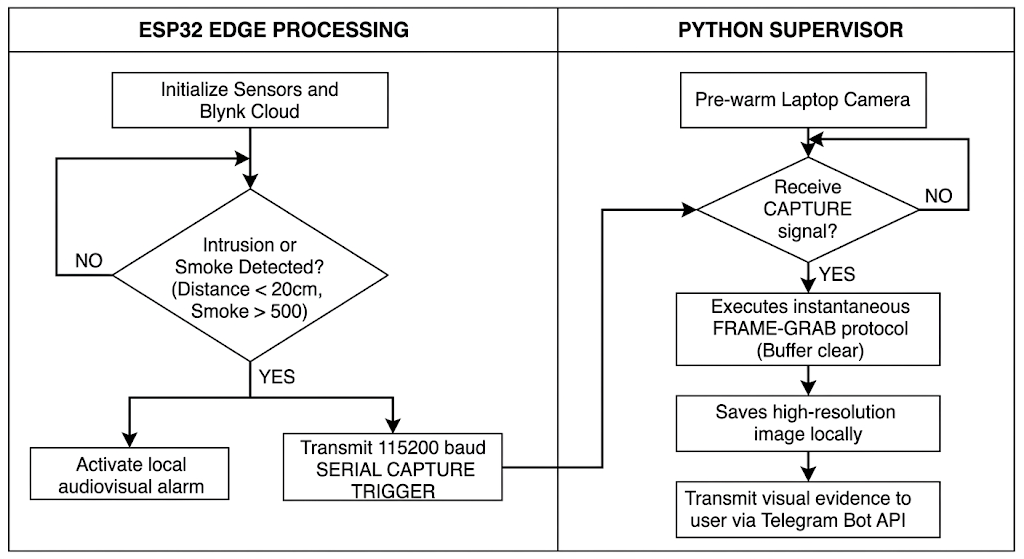 ESP32 EDGE PROCESSING
Initialize Sensors and
Blynk Cloud
NO
Intrusion or
Smoke Detected?
(Distance < 20cm,
Smoke > 500)
YES
Activate local
audiovisual alarm
Transmit 115200 baud
SERIAL CAPTURE
TRIGGER
PYTHON SUPERVISOR
Pre-warm Laptop Camera
Receive
CAPTURE
signal?
NO
YES
Executes instantaneous
FRAME-GRAB protocol
(Buffer clear)
Saves high-resolution
image locally
Transmit visual evidence to
user via Telegram Bot API